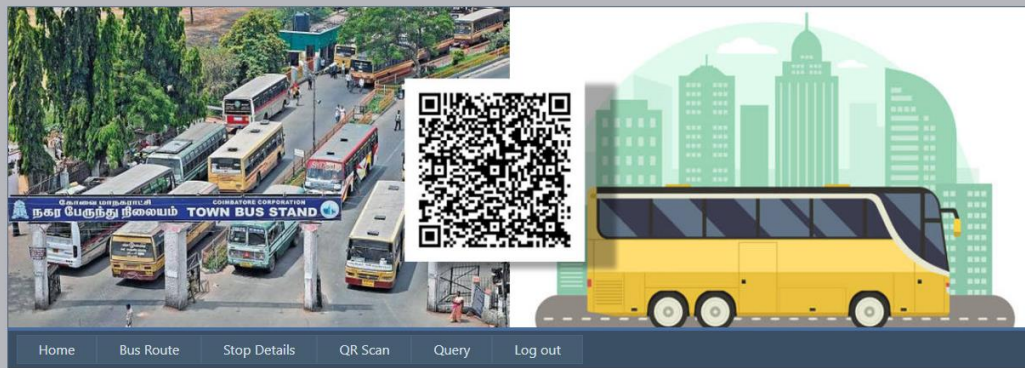 கோவை மாநகராட்சி
நகர பேருந்து நிலையம்
COIMBATORE CORPORATION
TOWN BUS STAND
Home
Bus Route
Stop Details
QR Scan
Query
Log out